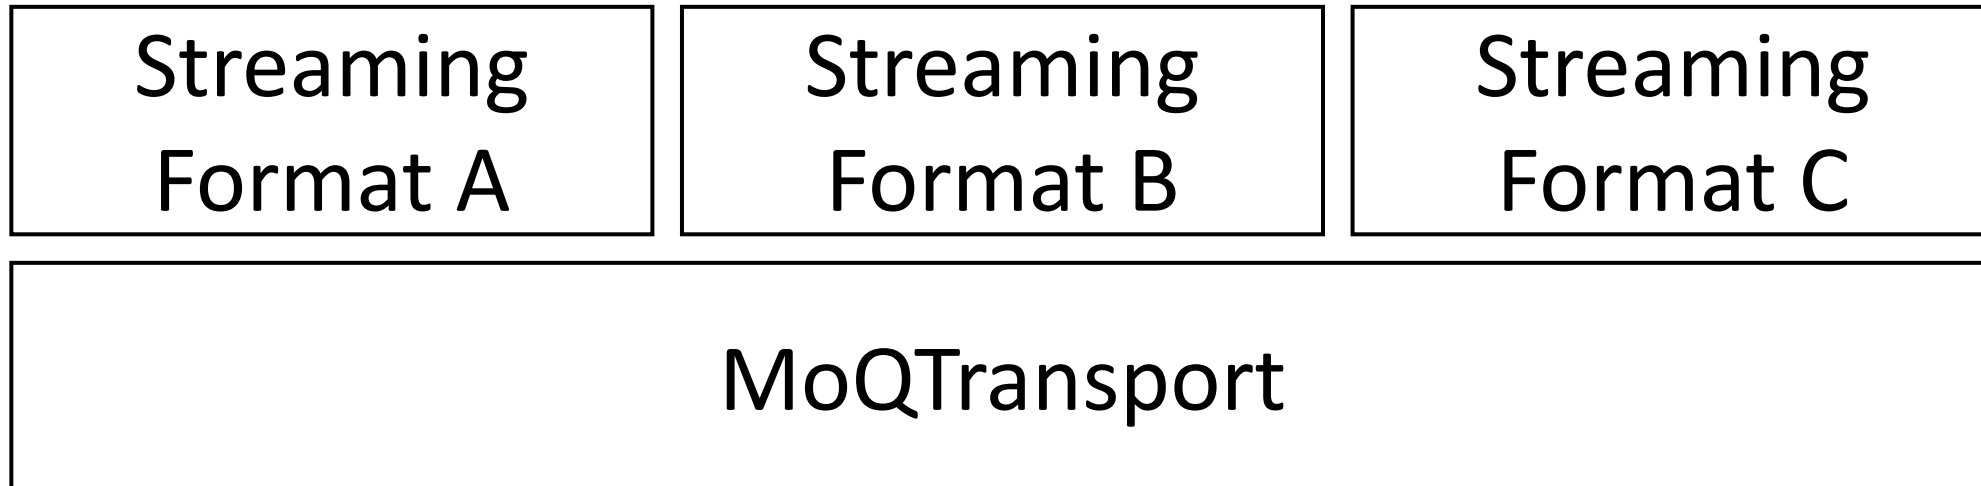 Streaming
Format A
Streaming
Format B
Streaming
Format C
MoQTransport